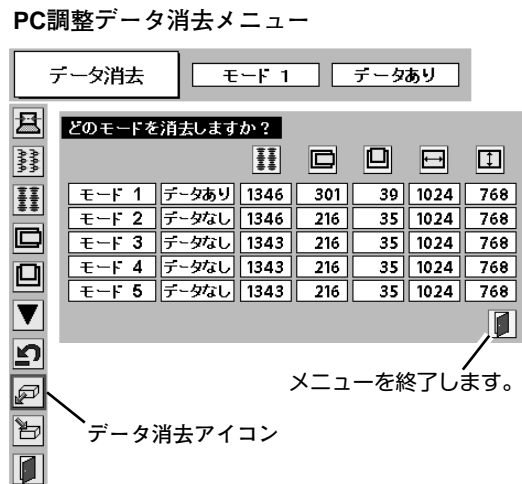 PC調整データ消去メニュー
データ消去 モード 1 データあり
どのモードを消去しますか？
モード 1 データあり 1346 301 39 1024 768
モード 2 データなし 1346 216 35 1024 768
モード 3 データなし 1343 216 35 1024 768
モード 4 データなし 1343 216 35 1024 768
モード 5 データなし 1343 216 35 1024 768
メニューを終了します。
データ消去アイコン